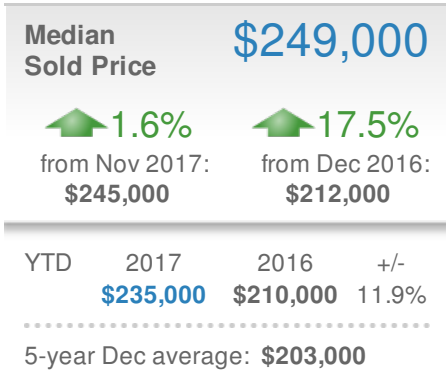 Median $249,000
Sold Price
1.6% 17.5%
from Nov 2017: from Dec 2016:
$245,000 $212,000
YTD 2017 2016 +/-
$235,000 $210,000 11.9%
5-year Dec average: $203,000